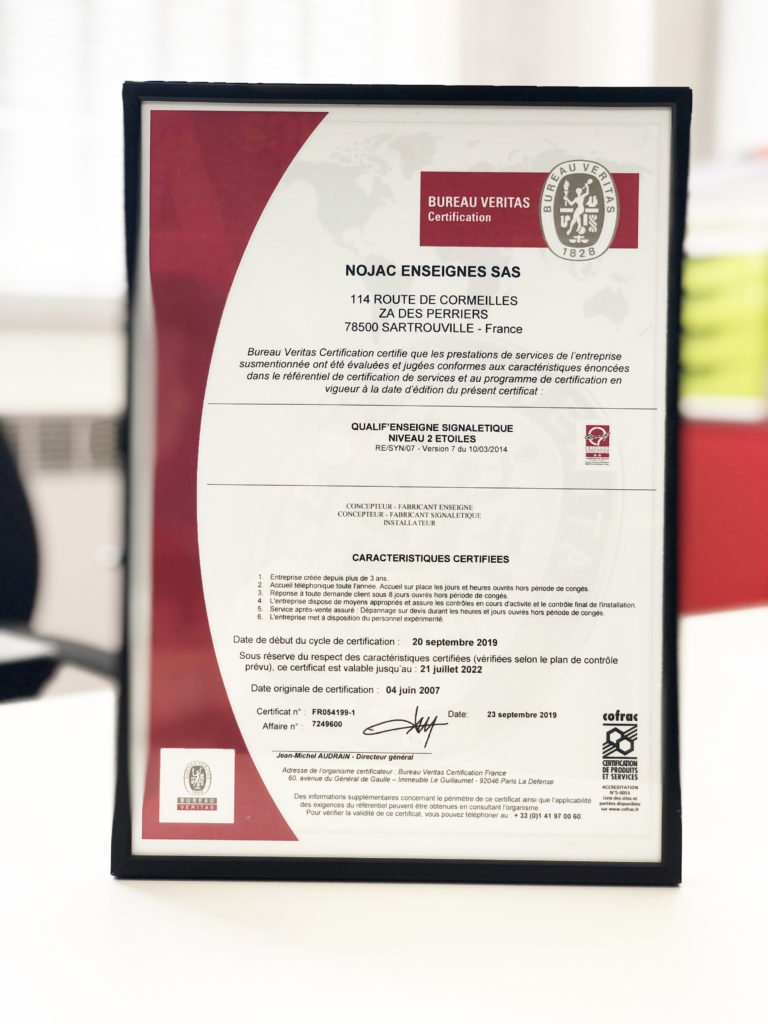 BUREAU VERITAS
Certification
BUREAU VERITAS
1828
NOJAC ENSEIGNES SAS
114 ROUTE DE CORMEILLES
ZA DES PERRIERS
78500 SARTROUVILLE - France
Bureau Veritas Certification certifie que les prestations de services de l'entreprise
susmentionnée ont été évaluées et jugées conformes aux caractéristiques énoncées
dans le référentiel de certification de services et au programme de certification en
vigueur à la date d'édition du présent certificat :
QUALIF'ENSEIGNE SIGNALETIQUE
NIVEAU 2 ETOILES
RE/SYN/07 - Version 7 du 10/03/2014
CONCEPTEUR - FABRICANT ENSEIGNE
CONCEPTEUR - FABRICANT SIGNALETIQUE
INSTALLATEUR
CARACTERISTIQUES CERTIFIEES
1. Entreprise créée depuis plus de 3 ans.
2. Accueil téléphonique toute l'année. Accueil sur place les jours et heures ouvrés hors période de congés.
3. Réponse à toute demande client sous 8 jours ouvrés hors période de congés.
4. L'entreprise dispose de moyens appropriés et assure les contrôles en cours d'activité et le contrôle final de l'installation.
5. Service après-vente assuré : Dépannage sur devis durant les heures et jours ouvrés hors période de congés.
6. L'entreprise met à disposition du personnel expérimenté.
Date de début du cycle de certification : 20 septembre 2019
Sous réserve du respect des caractéristiques certifiées (vérifiées selon le plan de contrôle
prévu), ce certificat est valable jusqu'au : 21 juillet 2022
Date originale de certification : 04 juin 2007
Certificat n° : FR054199-1 Date: 23 septembre 2019
Affaire n° : 7249600
Jean-Michel AUDRAIN - Directeur général
Adresse de l'organisme certificateur : Bureau Veritas Certification France
60, avenue du Général de Gaulle – Immeuble Le Guillaumet - 92046 Paris La Défense
Des informations supplémentaires concernant le périmètre de ce certificat ainsi que l'applicabilité
des exigences du référentiel peuvent être obtenues en consultant l'organisme.
Pour vérifier la validité de ce certificat, vous pouvez téléphoner au : + 33 (0)1 41 97 00 60
cofrac
CERTIFICATION
DE PRODUITS
ET SERVICES
ACCREDITATION
N°5-0051
Liste des sites et
portées disponibles
sur www.cofrac.fr
BUREAU
VERITAS